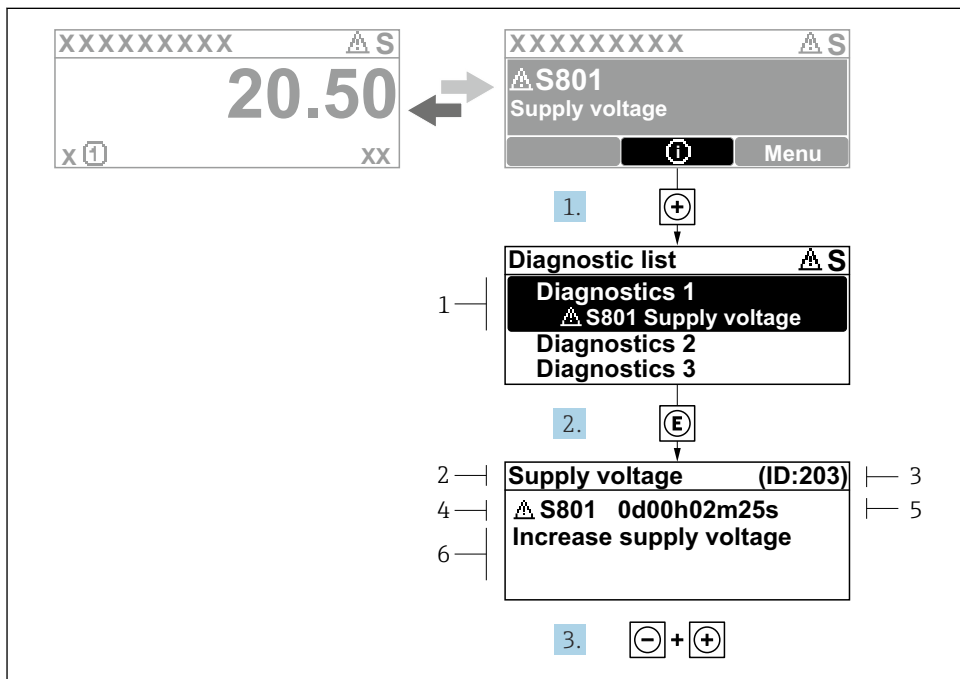 XXXXXXXXX ⚠ S
20.50
x ① xx
XXXXXXXXX ⚠ S
⚠ S801
Supply voltage
ⓘ Menu
1. +
Diagnostic list ⚠ S
1 Diagnostics 1
⚠ S801 Supply voltage
Diagnostics 2
Diagnostics 3
2. E
2 Supply voltage (ID:203) 3
4 ⚠ S801 0d00h02m25s 5
6 Increase supply voltage
3. − + +